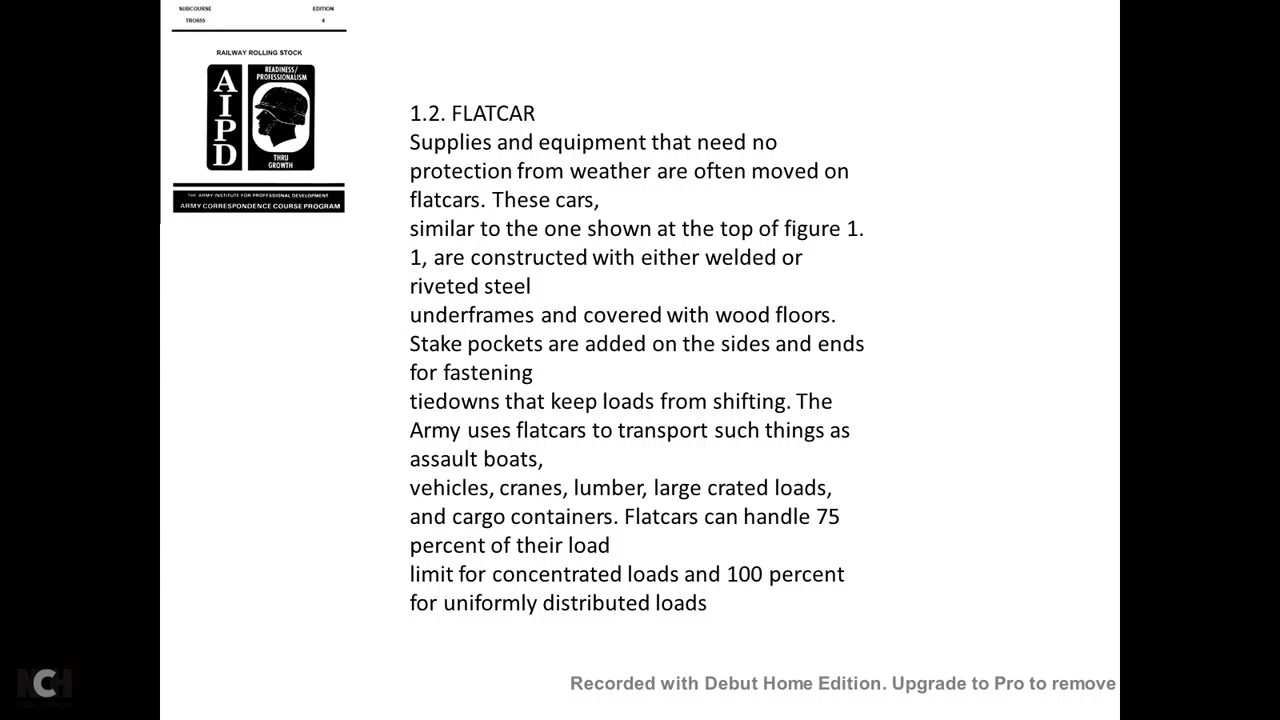 SUBCOURSE EDITION
TRO655 4
RAILWAY ROLLING STOCK
AIPD
READINESS/
PROFESSIONALISM
THRU
GROWTH
THE ARMY INSTITUTE FOR PROFESSIONAL DEVELOPMENT
ARMY CORRESPONDENCE COURSE PROGRAM
1.2. FLATCAR
Supplies and equipment that need no
protection from weather are often moved on
flatcars. These cars,
similar to the one shown at the top of figure 1.
1, are constructed with either welded or
riveted steel
underframes and covered with wood floors.
Stake pockets are added on the sides and ends
for fastening
tiedowns that keep loads from shifting. The
Army uses flatcars to transport such things as
assault boats,
vehicles, cranes, lumber, large crated loads,
and cargo containers. Flatcars can handle 75
percent of their load
limit for concentrated loads and 100 percent
for uniformly distributed loads
NCH
Recorded with Debut Home Edition. Upgrade to Pro to remove